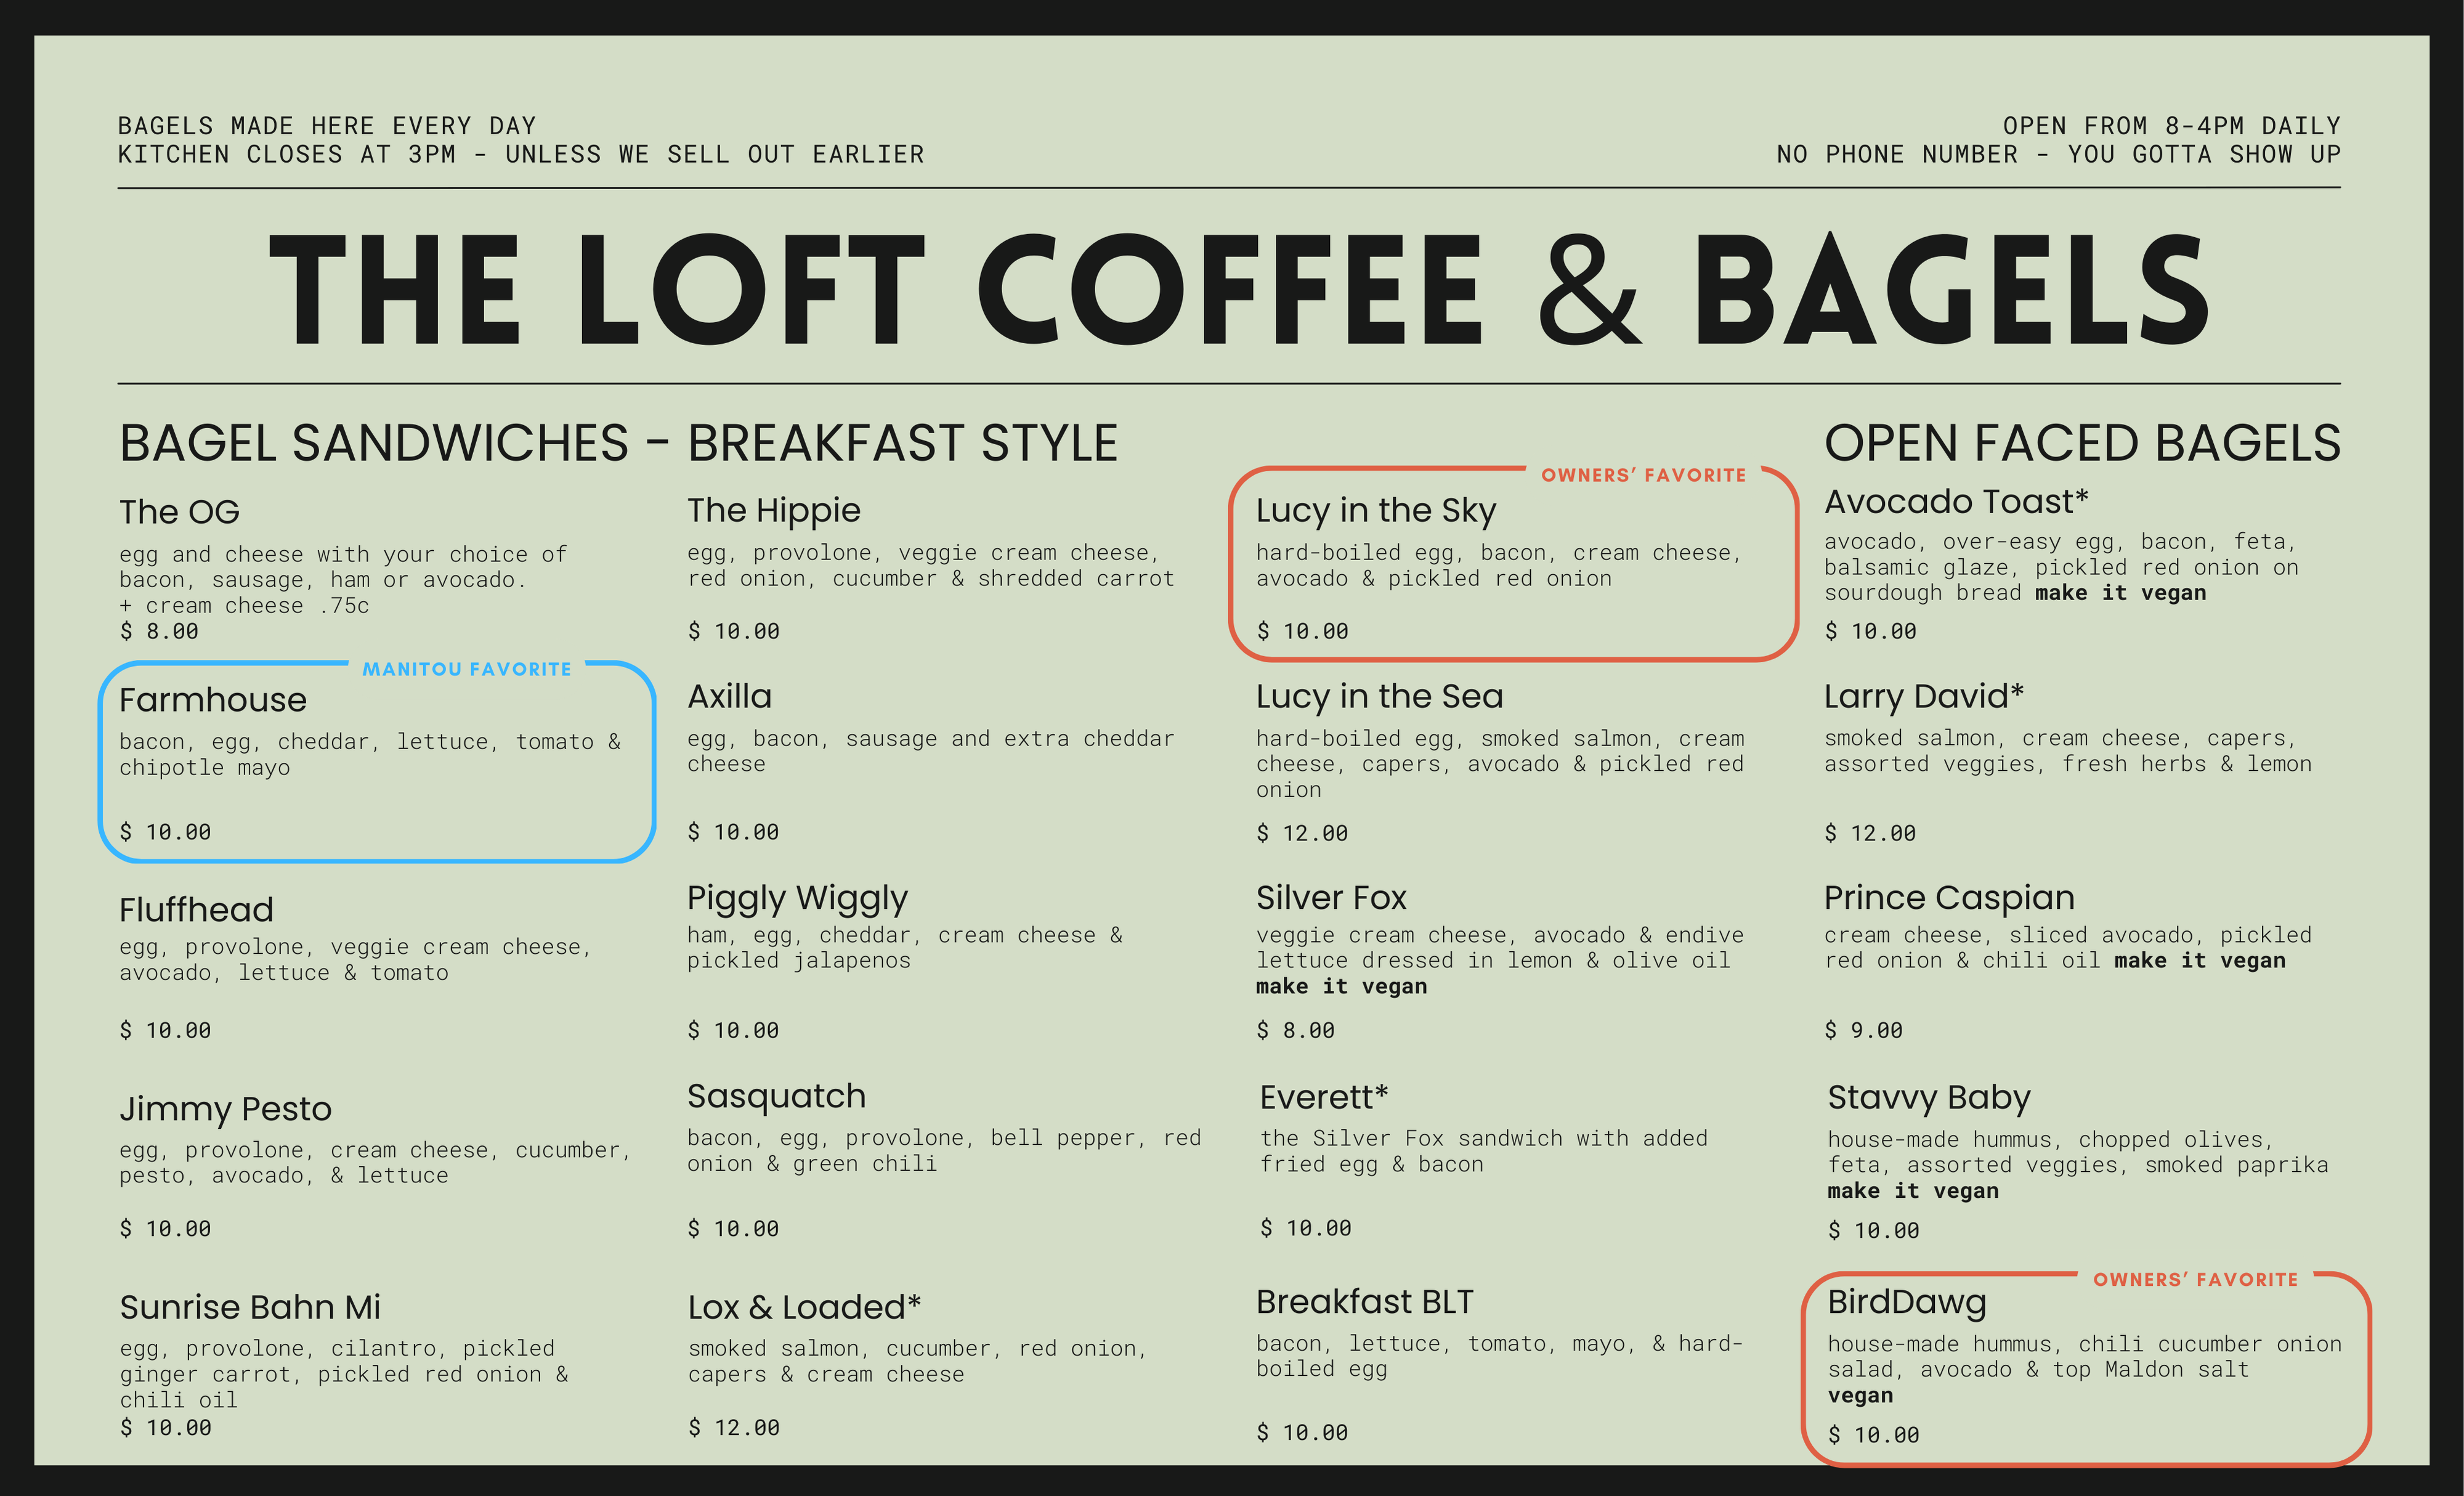 BAGELS MADE HERE EVERY DAY
KITCHEN CLOSES AT 3PM - UNLESS WE SELL OUT EARLIER
OPEN FROM 8-4PM DAILY
NO PHONE NUMBER - YOU GOTTA SHOW UP
THE LOFT COFFEE & BAGELS
BAGEL SANDWICHES - BREAKFAST STYLE
The OG
egg and cheese with your choice of
bacon, sausage, ham or avocado.
+ cream cheese .75c
$ 8.00
MANITOU FAVORITE
Farmhouse
bacon, egg, cheddar, lettuce, tomato &
chipotle mayo
$ 10.00
Fluffhead
egg, provolone, veggie cream cheese,
avocado, lettuce & tomato
$ 10.00
Jimmy Pesto
egg, provolone, cream cheese, cucumber,
pesto, avocado, & lettuce
$ 10.00
Sunrise Bahn Mi
egg, provolone, cilantro, pickled
ginger carrot, pickled red onion &
chili oil
$ 10.00
The Hippie
egg, provolone, veggie cream cheese,
red onion, cucumber & shredded carrot
$ 10.00
Axilla
egg, bacon, sausage and extra cheddar
cheese
$ 10.00
Piggly Wiggly
ham, egg, cheddar, cream cheese &
pickled jalapenos
$ 10.00
Sasquatch
bacon, egg, provolone, bell pepper, red
onion & green chili
$ 10.00
Lox & Loaded*
smoked salmon, cucumber, red onion,
capers & cream cheese
$ 12.00
OWNERS' FAVORITE
Lucy in the Sky
hard-boiled egg, bacon, cream cheese,
avocado & pickled red onion
$ 10.00
Lucy in the Sea
hard-boiled egg, smoked salmon, cream
cheese, capers, avocado & pickled red
onion
$ 12.00
Silver Fox
veggie cream cheese, avocado & endive
lettuce dressed in lemon & olive oil
make it vegan
$ 8.00
Everett*
the Silver Fox sandwich with added
fried egg & bacon
$ 10.00
Breakfast BLT
bacon, lettuce, tomato, mayo, & hard-
boiled egg
$ 10.00
OPEN FACED BAGELS
Avocado Toast*
avocado, over-easy egg, bacon, feta,
balsamic glaze, pickled red onion on
sourdough bread make it vegan
$ 10.00
Larry David*
smoked salmon, cream cheese, capers,
assorted veggies, fresh herbs & lemon
$ 12.00
Prince Caspian
cream cheese, sliced avocado, pickled
red onion & chili oil make it vegan
$ 9.00
Stavvy Baby
house-made hummus, chopped olives,
feta, assorted veggies, smoked paprika
make it vegan
$ 10.00
OWNERS' FAVORITE
BirdDawg
house-made hummus, chili cucumber onion
salad, avocado & top Maldon salt
vegan
$ 10.00